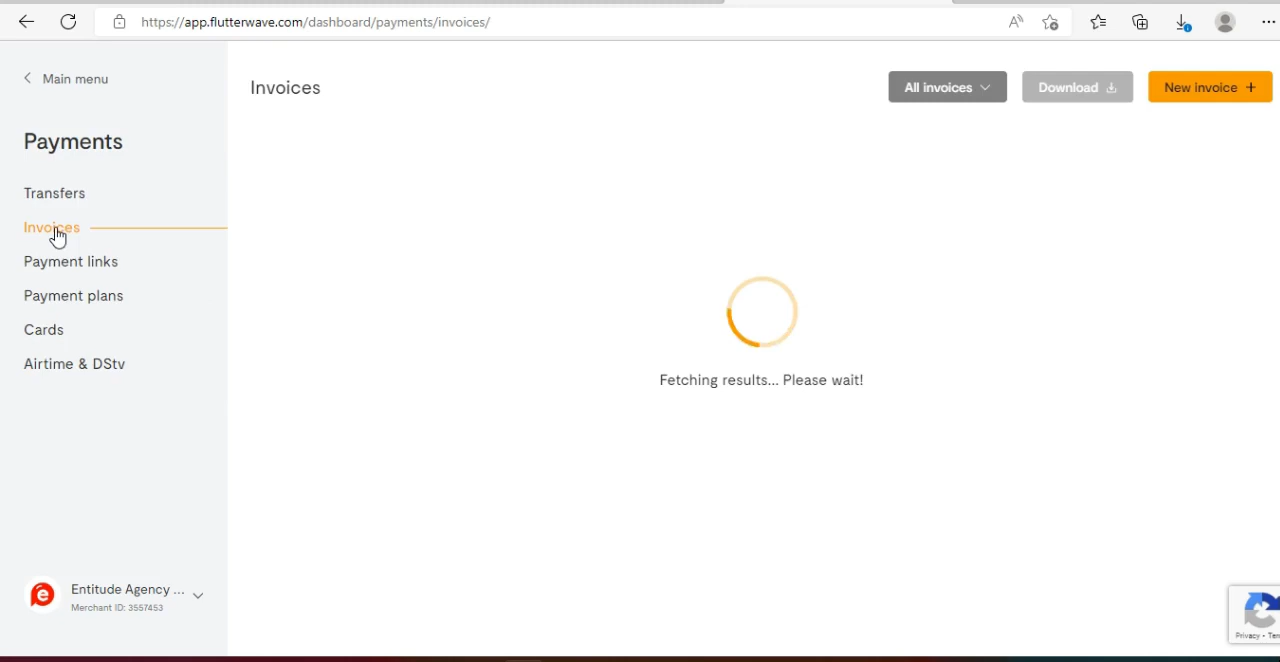 https://app.flutterwave.com/dashboard/payments/invoices/
Main menu
Payments
Transfers
Invoices
Payment links
Payment plans
Cards
Airtime & DStv
Entitude Agency ...
Merchant ID: 3557453
Invoices
All invoices
Download
New invoice +
Fetching results... Please wait!
Privacy •